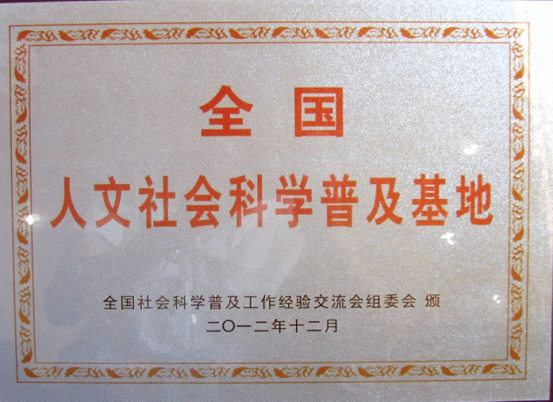 全国
人文社会科学普及基地
全国社会科学普及工作经验交流会组委会 颁
二〇一二年十二月